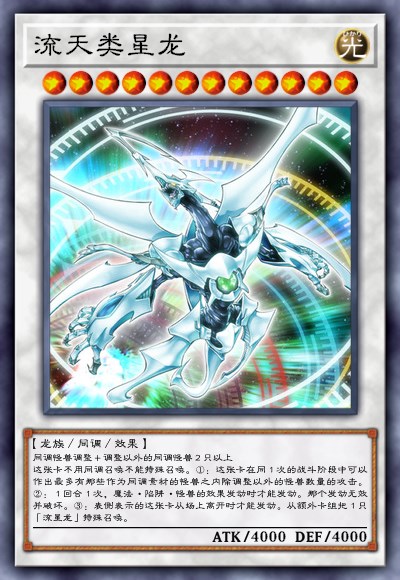 流天类星龙
ひかり
光
【龙族/同调/效果】
同调怪兽调整＋调整以外的同调怪兽２只以上
这张卡不用同调召唤不能特殊召唤。①：这张卡在同１次的战斗阶段中可以
作出最多有那些作为同调素材的怪兽之内除调整以外的怪兽数量的攻击。
②：１回合１次，魔法·陷阱·怪兽的效果发动时才能发动。那个发动无效
并破坏。③：表侧表示的这张卡从场上离开时才能发动。从额外卡组把１只
「流星龙」特殊召唤。
ATK/4000 DEF/4000